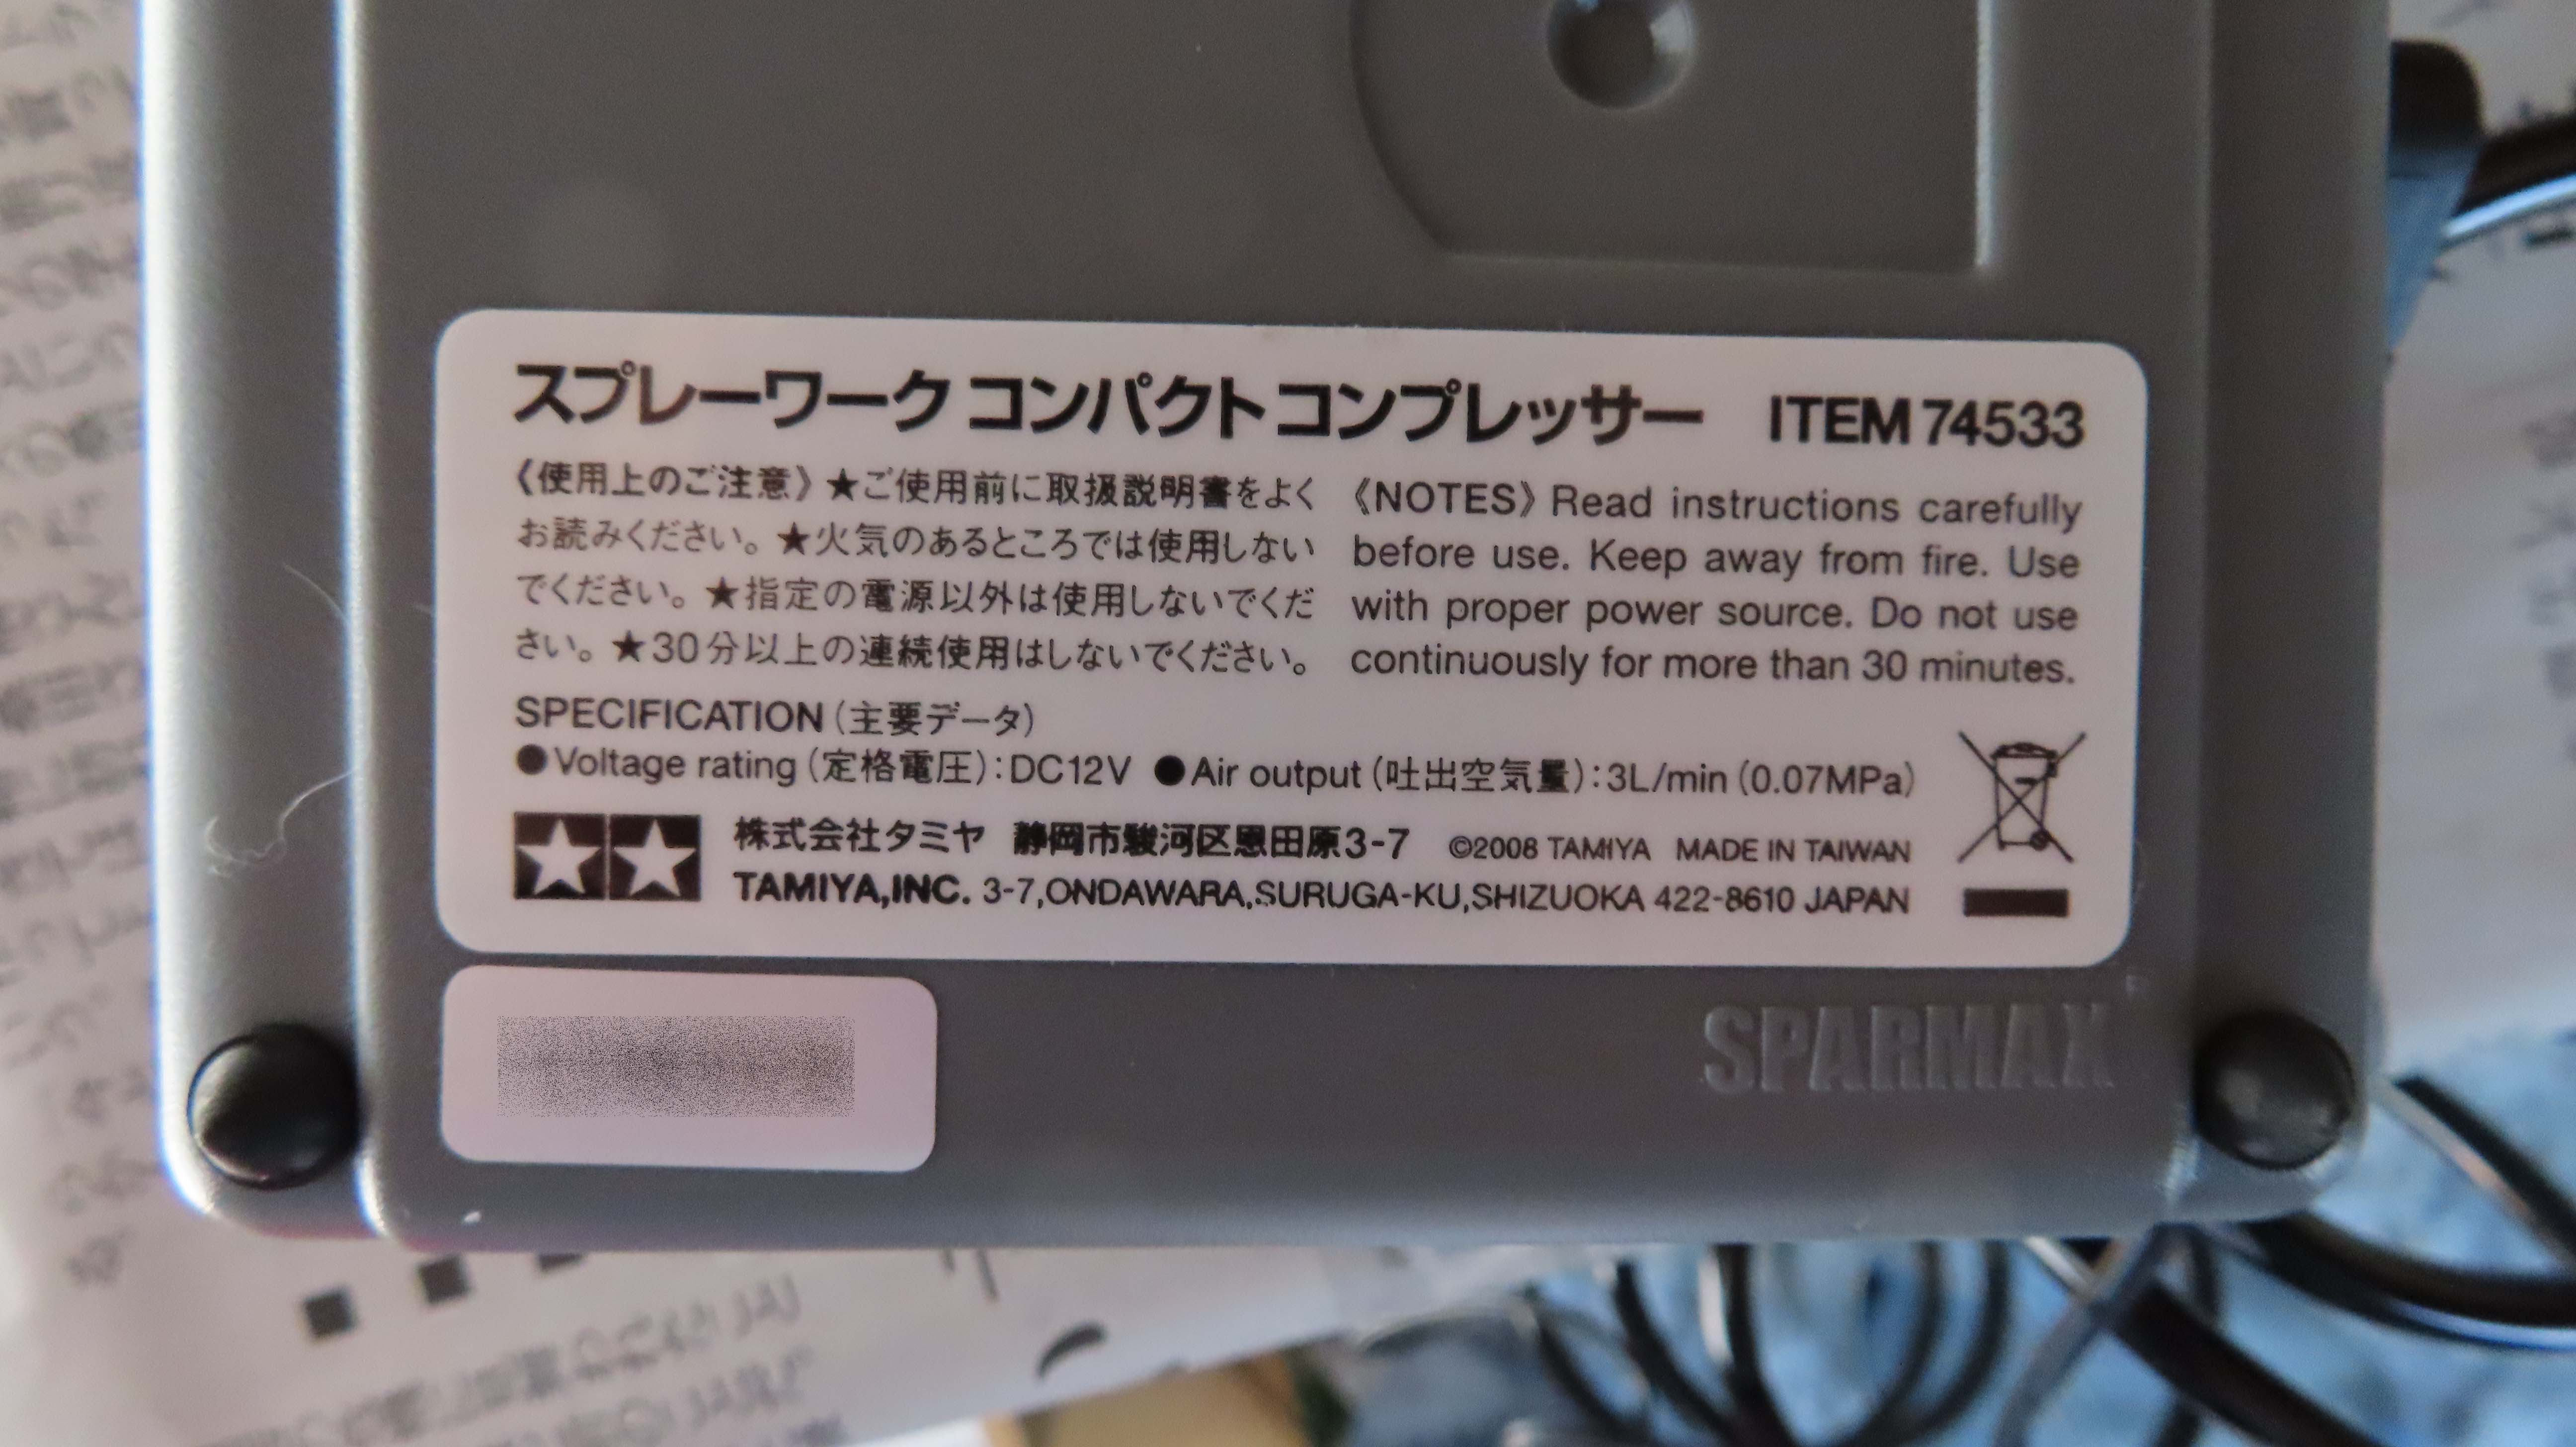 スプレーワーク コンパクトコンプレッサー ITEM 74533
《使用上のご注意》★ご使用前に取扱説明書をよく
お読みください。★火気のあるところでは使用しない
でください。★指定の電源以外は使用しないでくだ
さい。★30分以上の連続使用はしないでください。
《NOTES》Read instructions carefully
before use. Keep away from fire. Use
with proper power source. Do not use
continuously for more than 30 minutes.
SPECIFICATION(主要データ)
●Voltage rating(定格電圧):DC12V ●Air output(吐出空気量):3L/min(0.07MPa)
株式会社タミヤ 静岡市駿河区恩田原3-7 ©2008 TAMIYA MADE IN TAIWAN
TAMIYA,INC. 3-7,ONDAWARA,SURUGA-KU,SHIZUOKA 422-8610 JAPAN
SPARMAX